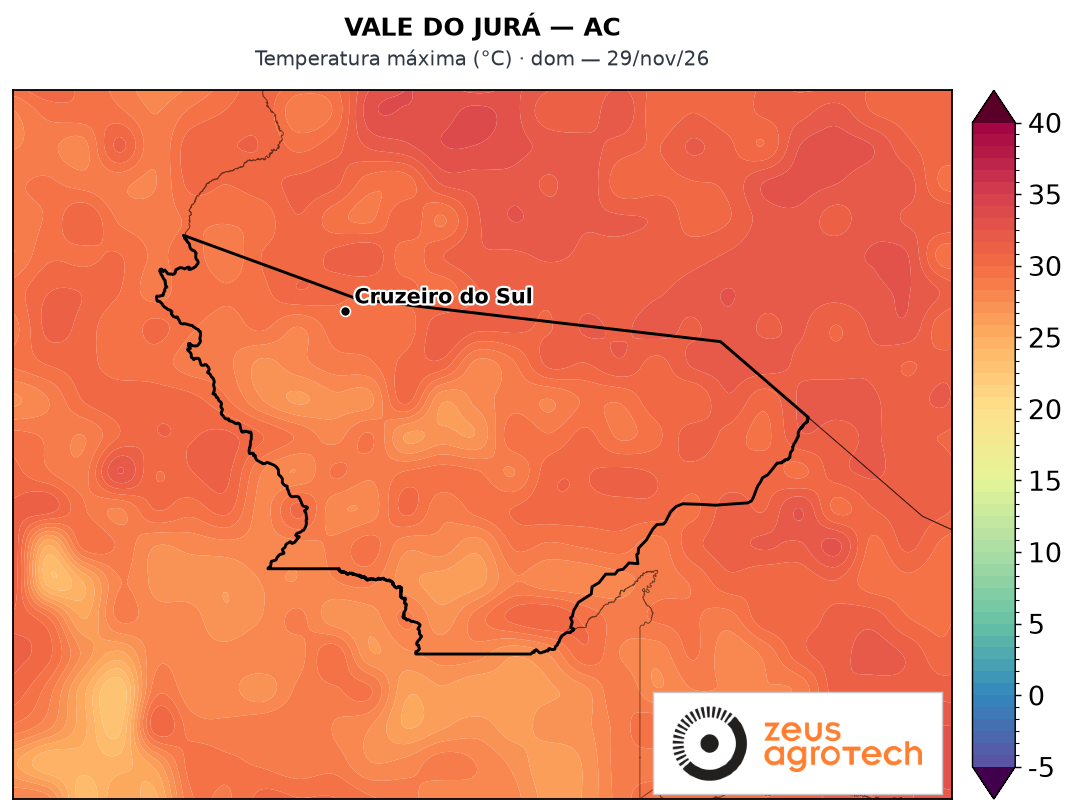 VALE DO JURÁ — AC
Temperatura máxima (°C) · dom — 29/nov/26
Cruzeiro do Sul
40
35
30
25
20
15
10
5
0
-5
zeus
agrotech